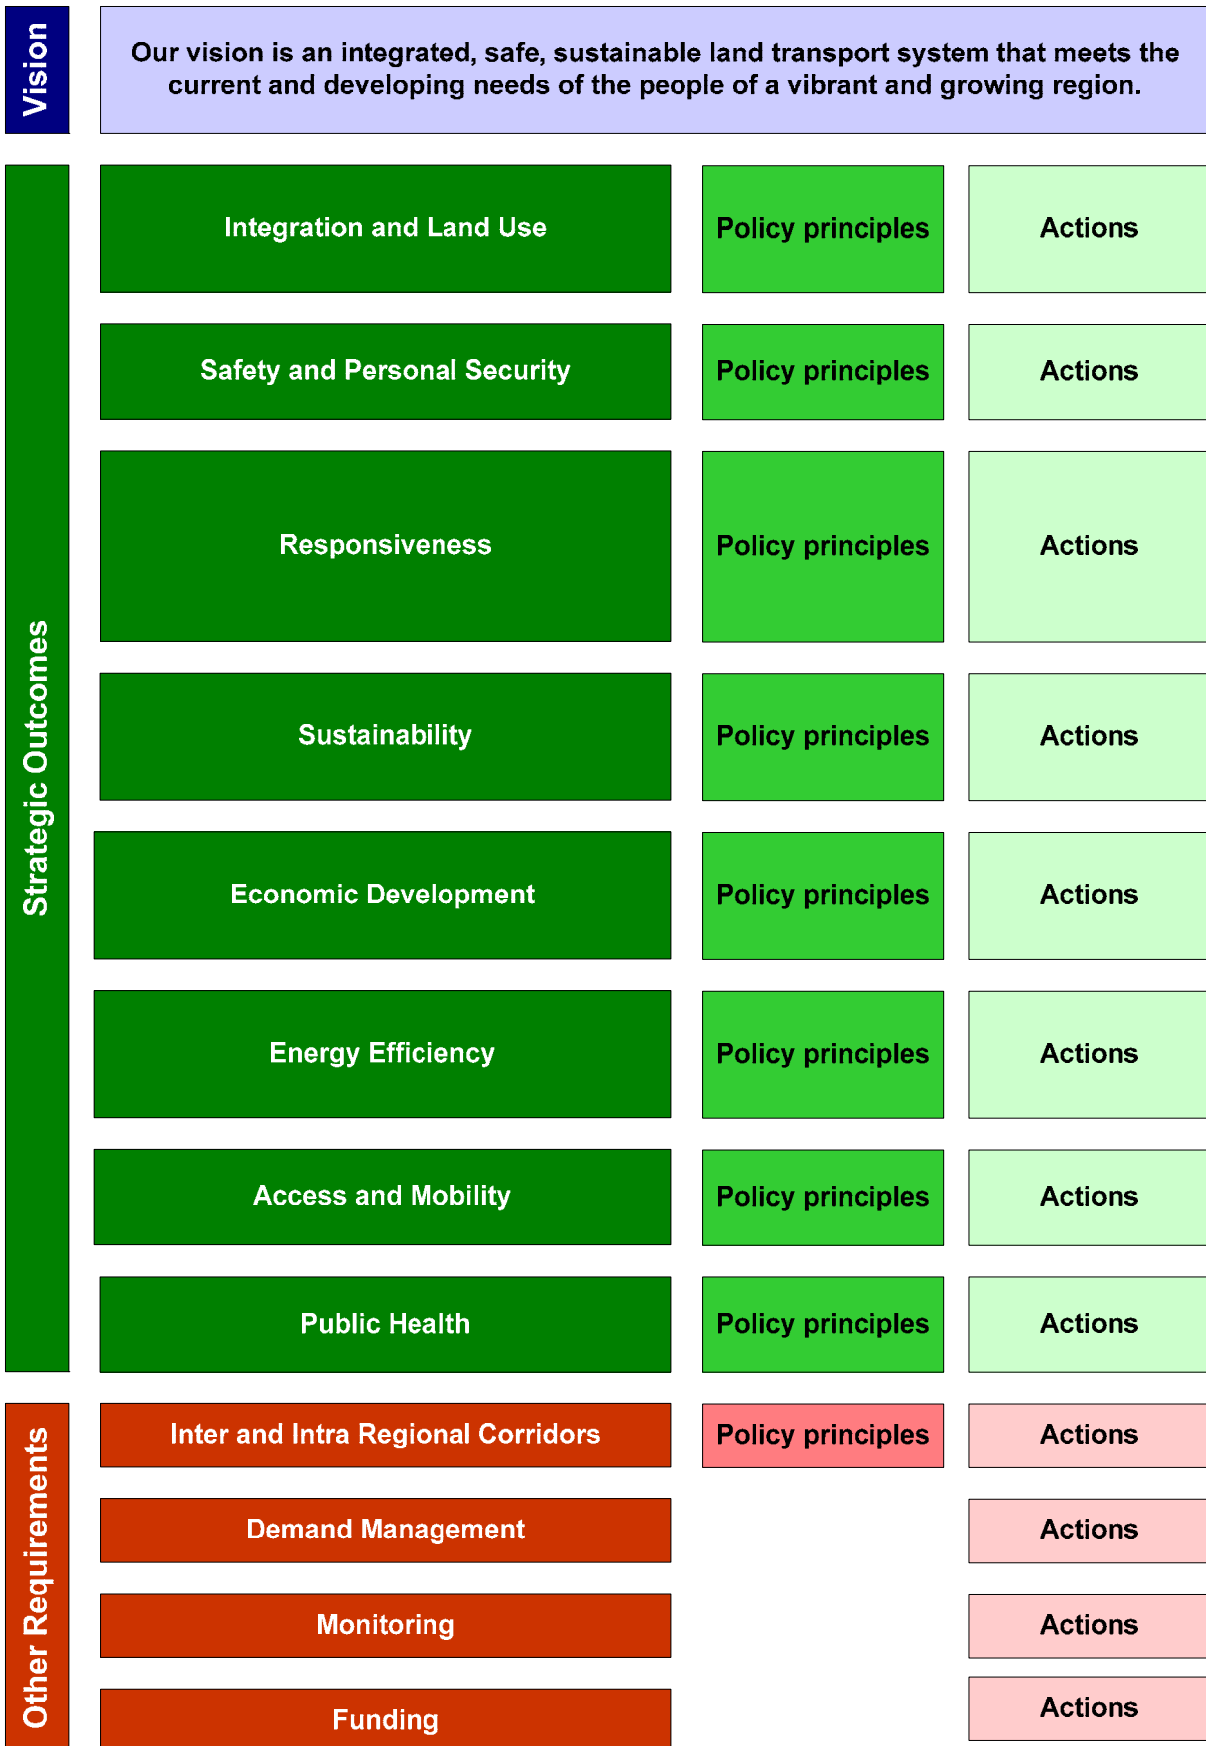 Vision
Our vision is an integrated, safe, sustainable land transport system that meets the
current and developing needs of the people of a vibrant and growing region.
Strategic Outcomes
Integration and Land Use
Policy principles
Actions
Safety and Personal Security
Policy principles
Actions
Responsiveness
Policy principles
Actions
Sustainability
Policy principles
Actions
Economic Development
Policy principles
Actions
Energy Efficiency
Policy principles
Actions
Access and Mobility
Policy principles
Actions
Public Health
Policy principles
Actions
Other Requirements
Inter and Intra Regional Corridors
Policy principles
Actions
Demand Management
Actions
Monitoring
Actions
Funding
Actions